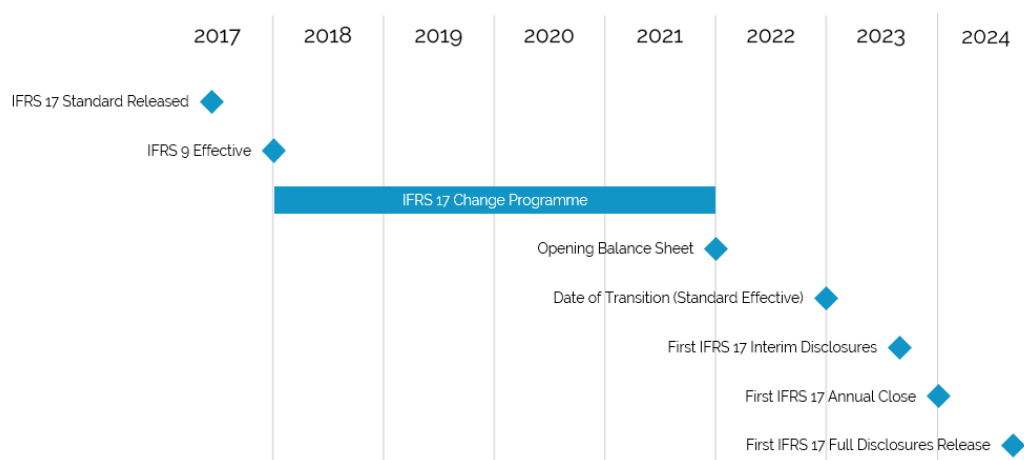 2017 2018 2019 2020 2021 2022 2023 2024
IFRS 17 Standard Released
IFRS 9 Effective
IFRS 17 Change Programme
Opening Balance Sheet
Date of Transition (Standard Effective)
First IFRS 17 Interim Disclosures
First IFRS 17 Annual Close
First IFRS 17 Full Disclosures Release